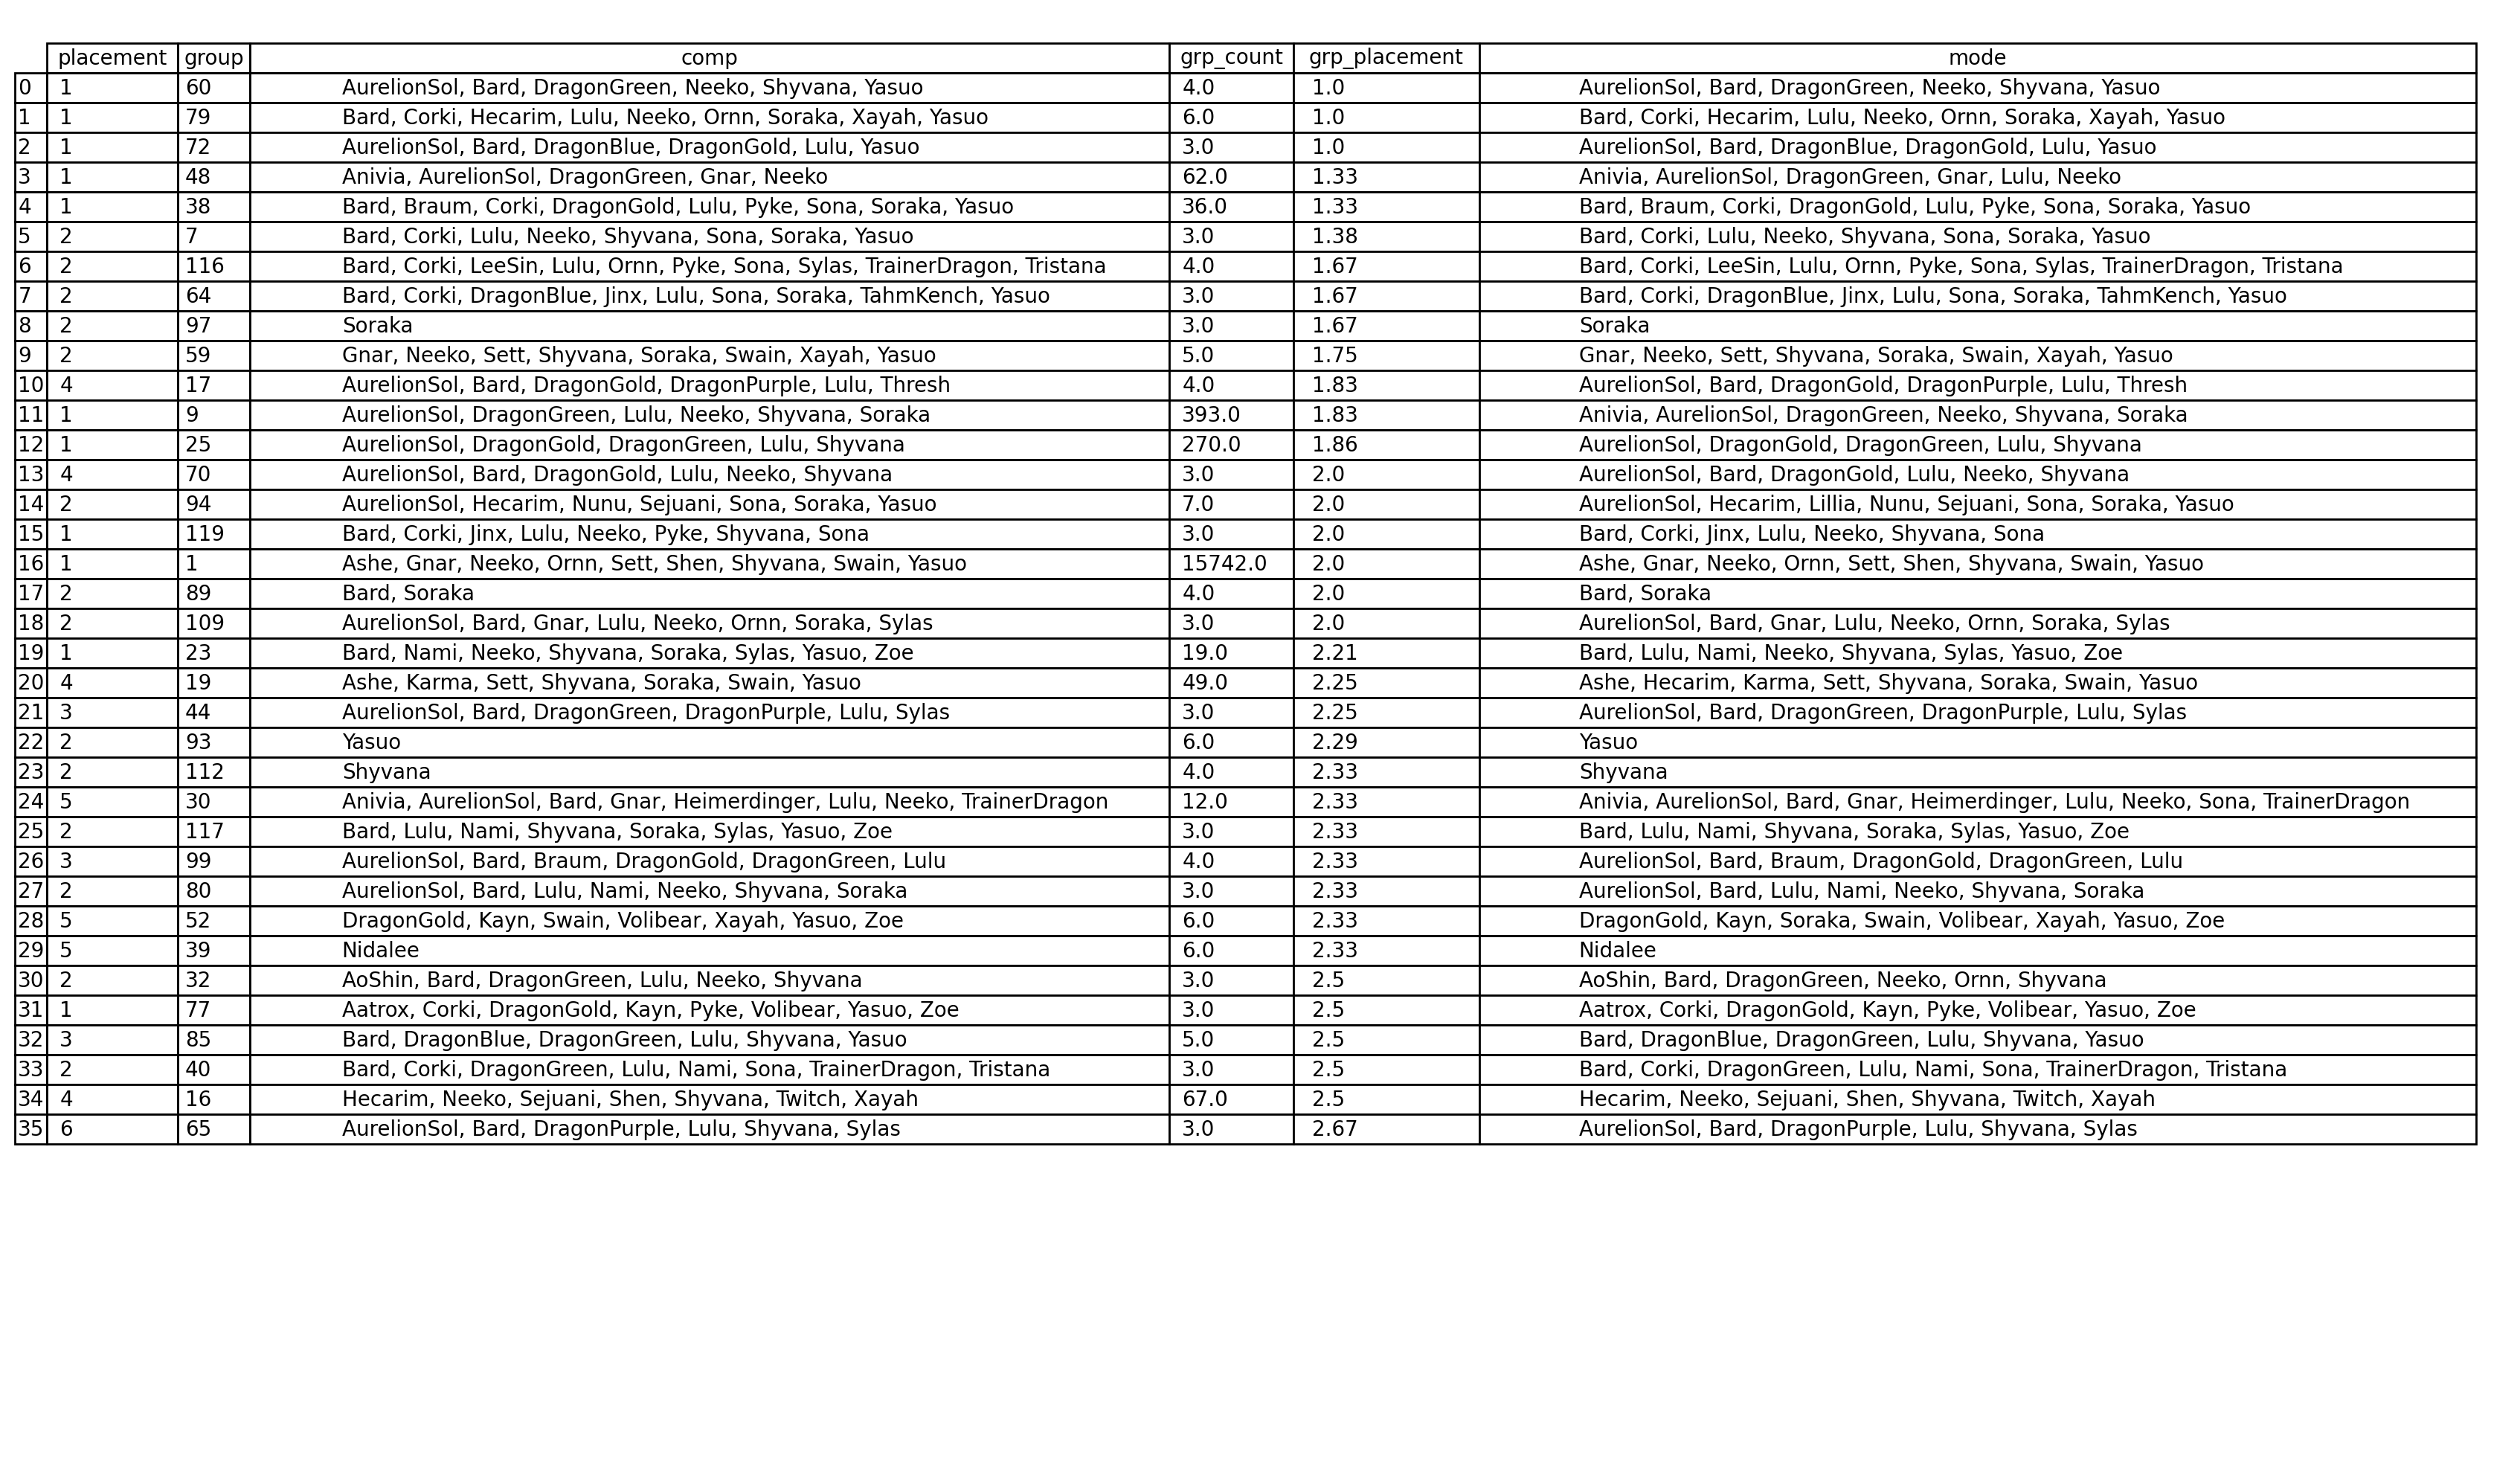 placement group comp grp_count grp_placement mode
0 1 60 AurelionSol, Bard, DragonGreen, Neeko, Shyvana, Yasuo 4.0 1.0 AurelionSol, Bard, DragonGreen, Neeko, Shyvana, Yasuo
1 1 79 Bard, Corki, Hecarim, Lulu, Neeko, Ornn, Soraka, Xayah, Yasuo 6.0 1.0 Bard, Corki, Hecarim, Lulu, Neeko, Ornn, Soraka, Xayah, Yasuo
2 1 72 AurelionSol, Bard, DragonBlue, DragonGold, Lulu, Yasuo 3.0 1.0 AurelionSol, Bard, DragonBlue, DragonGold, Lulu, Yasuo
3 1 48 Anivia, AurelionSol, DragonGreen, Gnar, Neeko 62.0 1.33 Anivia, AurelionSol, DragonGreen, Gnar, Lulu, Neeko
4 1 38 Bard, Braum, Corki, DragonGold, Lulu, Pyke, Sona, Soraka, Yasuo 36.0 1.33 Bard, Braum, Corki, DragonGold, Lulu, Pyke, Sona, Soraka, Yasuo
5 2 7 Bard, Corki, Lulu, Neeko, Shyvana, Sona, Soraka, Yasuo 3.0 1.38 Bard, Corki, Lulu, Neeko, Shyvana, Sona, Soraka, Yasuo
6 2 116 Bard, Corki, LeeSin, Lulu, Ornn, Pyke, Sona, Sylas, TrainerDragon, Tristana 4.0 1.67 Bard, Corki, LeeSin, Lulu, Ornn, Pyke, Sona, Sylas, TrainerDragon, Tristana
7 2 64 Bard, Corki, DragonBlue, Jinx, Lulu, Sona, Soraka, TahmKench, Yasuo 3.0 1.67 Bard, Corki, DragonBlue, Jinx, Lulu, Sona, Soraka, TahmKench, Yasuo
8 2 97 Soraka 3.0 1.67 Soraka
9 2 59 Gnar, Neeko, Sett, Shyvana, Soraka, Swain, Xayah, Yasuo 5.0 1.75 Gnar, Neeko, Sett, Shyvana, Soraka, Swain, Xayah, Yasuo
10 4 17 AurelionSol, Bard, DragonGold, DragonPurple, Lulu, Thresh 4.0 1.83 AurelionSol, Bard, DragonGold, DragonPurple, Lulu, Thresh
11 1 9 AurelionSol, DragonGreen, Lulu, Neeko, Shyvana, Soraka 393.0 1.83 Anivia, AurelionSol, DragonGreen, Neeko, Shyvana, Soraka
12 1 25 AurelionSol, DragonGold, DragonGreen, Lulu, Shyvana 270.0 1.86 AurelionSol, DragonGold, DragonGreen, Lulu, Shyvana
13 4 70 AurelionSol, Bard, DragonGold, Lulu, Neeko, Shyvana 3.0 2.0 AurelionSol, Bard, DragonGold, Lulu, Neeko, Shyvana
14 2 94 AurelionSol, Hecarim, Nunu, Sejuani, Sona, Soraka, Yasuo 7.0 2.0 AurelionSol, Hecarim, Lillia, Nunu, Sejuani, Sona, Soraka, Yasuo
15 1 119 Bard, Corki, Jinx, Lulu, Neeko, Pyke, Shyvana, Sona 3.0 2.0 Bard, Corki, Jinx, Lulu, Neeko, Shyvana, Sona
16 1 1 Ashe, Gnar, Neeko, Ornn, Sett, Shen, Shyvana, Swain, Yasuo 15742.0 2.0 Ashe, Gnar, Neeko, Ornn, Sett, Shen, Shyvana, Swain, Yasuo
17 2 89 Bard, Soraka 4.0 2.0 Bard, Soraka
18 2 109 AurelionSol, Bard, Gnar, Lulu, Neeko, Ornn, Soraka, Sylas 3.0 2.0 AurelionSol, Bard, Gnar, Lulu, Neeko, Ornn, Soraka, Sylas
19 1 23 Bard, Nami, Neeko, Shyvana, Soraka, Sylas, Yasuo, Zoe 19.0 2.21 Bard, Lulu, Nami, Neeko, Shyvana, Sylas, Yasuo, Zoe
20 4 19 Ashe, Karma, Sett, Shyvana, Soraka, Swain, Yasuo 49.0 2.25 Ashe, Hecarim, Karma, Sett, Shyvana, Soraka, Swain, Yasuo
21 3 44 AurelionSol, Bard, DragonGreen, DragonPurple, Lulu, Sylas 3.0 2.25 AurelionSol, Bard, DragonGreen, DragonPurple, Lulu, Sylas
22 2 93 Yasuo 6.0 2.29 Yasuo
23 2 112 Shyvana 4.0 2.33 Shyvana
24 5 30 Anivia, AurelionSol, Bard, Gnar, Heimerdinger, Lulu, Neeko, TrainerDragon 12.0 2.33 Anivia, AurelionSol, Bard, Gnar, Heimerdinger, Lulu, Neeko, Sona, TrainerDragon
25 2 117 Bard, Lulu, Nami, Shyvana, Soraka, Sylas, Yasuo, Zoe 3.0 2.33 Bard, Lulu, Nami, Shyvana, Soraka, Sylas, Yasuo, Zoe
26 3 99 AurelionSol, Bard, Braum, DragonGold, DragonGreen, Lulu 4.0 2.33 AurelionSol, Bard, Braum, DragonGold, DragonGreen, Lulu
27 2 80 AurelionSol, Bard, Lulu, Nami, Neeko, Shyvana, Soraka 3.0 2.33 AurelionSol, Bard, Lulu, Nami, Neeko, Shyvana, Soraka
28 5 52 DragonGold, Kayn, Swain, Volibear, Xayah, Yasuo, Zoe 6.0 2.33 DragonGold, Kayn, Soraka, Swain, Volibear, Xayah, Yasuo, Zoe
29 5 39 Nidalee 6.0 2.33 Nidalee
30 2 32 AoShin, Bard, DragonGreen, Lulu, Neeko, Shyvana 3.0 2.5 AoShin, Bard, DragonGreen, Neeko, Ornn, Shyvana
31 1 77 Aatrox, Corki, DragonGold, Kayn, Pyke, Volibear, Yasuo, Zoe 3.0 2.5 Aatrox, Corki, DragonGold, Kayn, Pyke, Volibear, Yasuo, Zoe
32 3 85 Bard, DragonBlue, DragonGreen, Lulu, Shyvana, Yasuo 5.0 2.5 Bard, DragonBlue, DragonGreen, Lulu, Shyvana, Yasuo
33 2 40 Bard, Corki, DragonGreen, Lulu, Nami, Sona, TrainerDragon, Tristana 3.0 2.5 Bard, Corki, DragonGreen, Lulu, Nami, Sona, TrainerDragon, Tristana
34 4 16 Hecarim, Neeko, Sejuani, Shen, Shyvana, Twitch, Xayah 67.0 2.5 Hecarim, Neeko, Sejuani, Shen, Shyvana, Twitch, Xayah
35 6 65 AurelionSol, Bard, DragonPurple, Lulu, Shyvana, Sylas 3.0 2.67 AurelionSol, Bard, DragonPurple, Lulu, Shyvana, Sylas